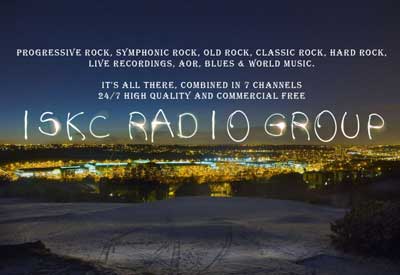 PROGRESSIVE ROCK, SYMPHONIC ROCK, OLD ROCK, CLASSIC ROCK, HARD ROCK,
LIVE RECORDINGS, AOR, BLUES & WORLD MUSIC.
IT'S ALL THERE, COMBINED IN 7 CHANNELS
24/7 HIGH QUALITY AND COMMERCIAL FREE
ISKC RADIO GROUP